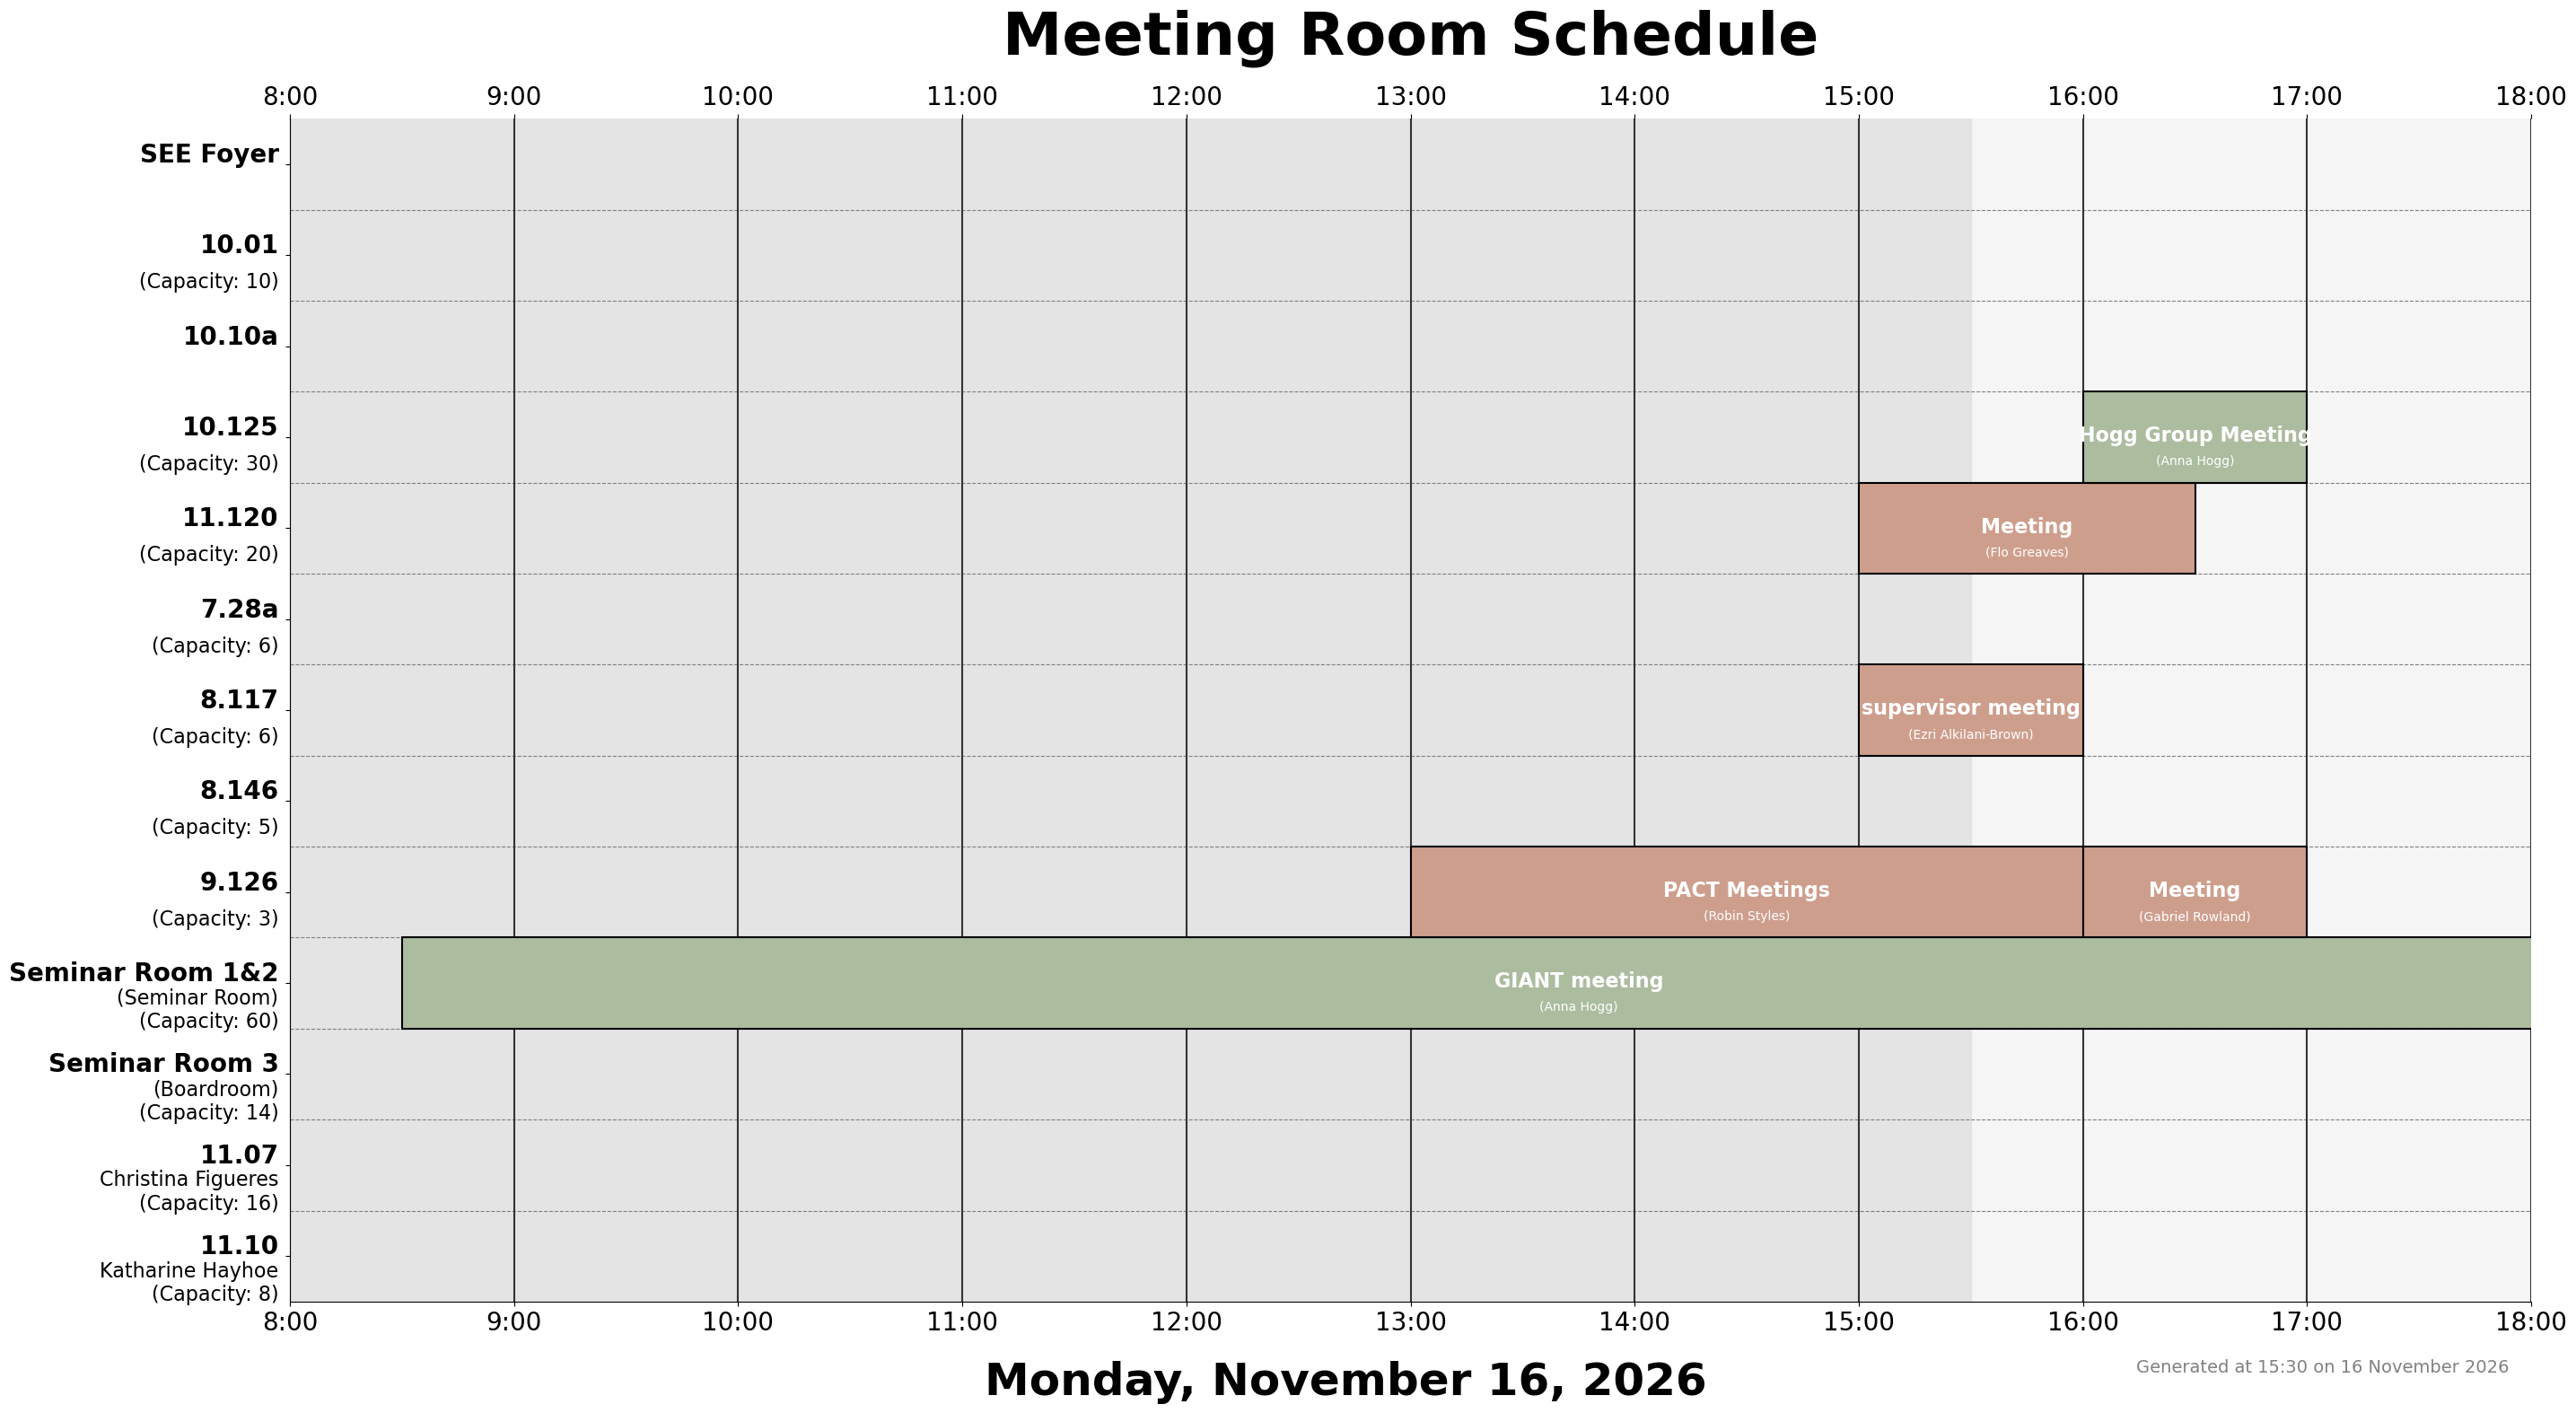 Meeting Room Schedule
8:00 9:00 10:00 11:00 12:00 13:00 14:00 15:00 16:00 17:00 18:00
SEE Foyer
10.01
(Capacity: 10)
10.10a
10.125
(Capacity: 30)
Hogg Group Meeting
(Anna Hogg)
11.120
(Capacity: 20)
Meeting
(Flo Greaves)
7.28a
(Capacity: 6)
8.117
(Capacity: 6)
supervisor meeting
(Ezri Alkilani-Brown)
8.146
(Capacity: 5)
9.126
(Capacity: 3)
PACT Meetings
(Robin Styles)
Meeting
(Gabriel Rowland)
Seminar Room 1&2
(Seminar Room)
(Capacity: 60)
GIANT meeting
(Anna Hogg)
Seminar Room 3
(Boardroom)
(Capacity: 14)
11.07
Christina Figueres
(Capacity: 16)
11.10
Katharine Hayhoe
(Capacity: 8)
8:00 9:00 10:00 11:00 12:00 13:00 14:00 15:00 16:00 17:00 18:00
Monday, November 16, 2026
Generated at 15:30 on 16 November 2026